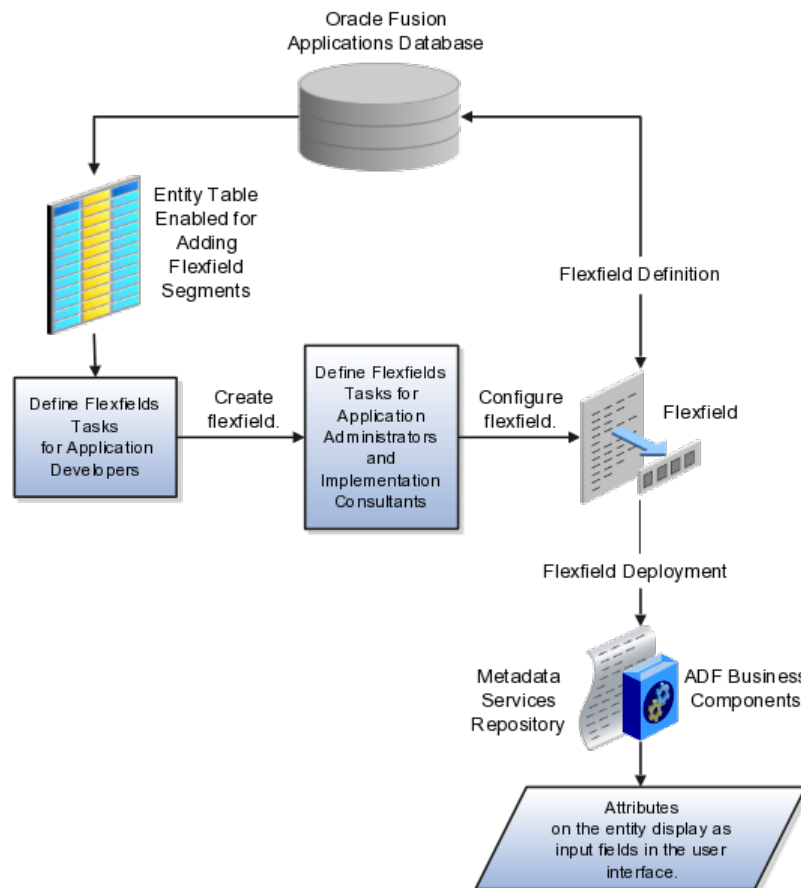 Oracle Fusion
Applications Database
Entity Table
Enabled for
Adding
Flexfield
Segments
Flexfield Definition
Define Flexfields
Tasks
for Application
Developers
Create
flexfield.
Define Flexfields
Tasks for
Application
Administrators
and
Implementation
Consultants
Configure
flexfield.
Flexfield
Flexfield Deployment
Metadata
Services
Repository
ADF Business
Components
Attributes
on the entity display as
input fields in the user
interface.